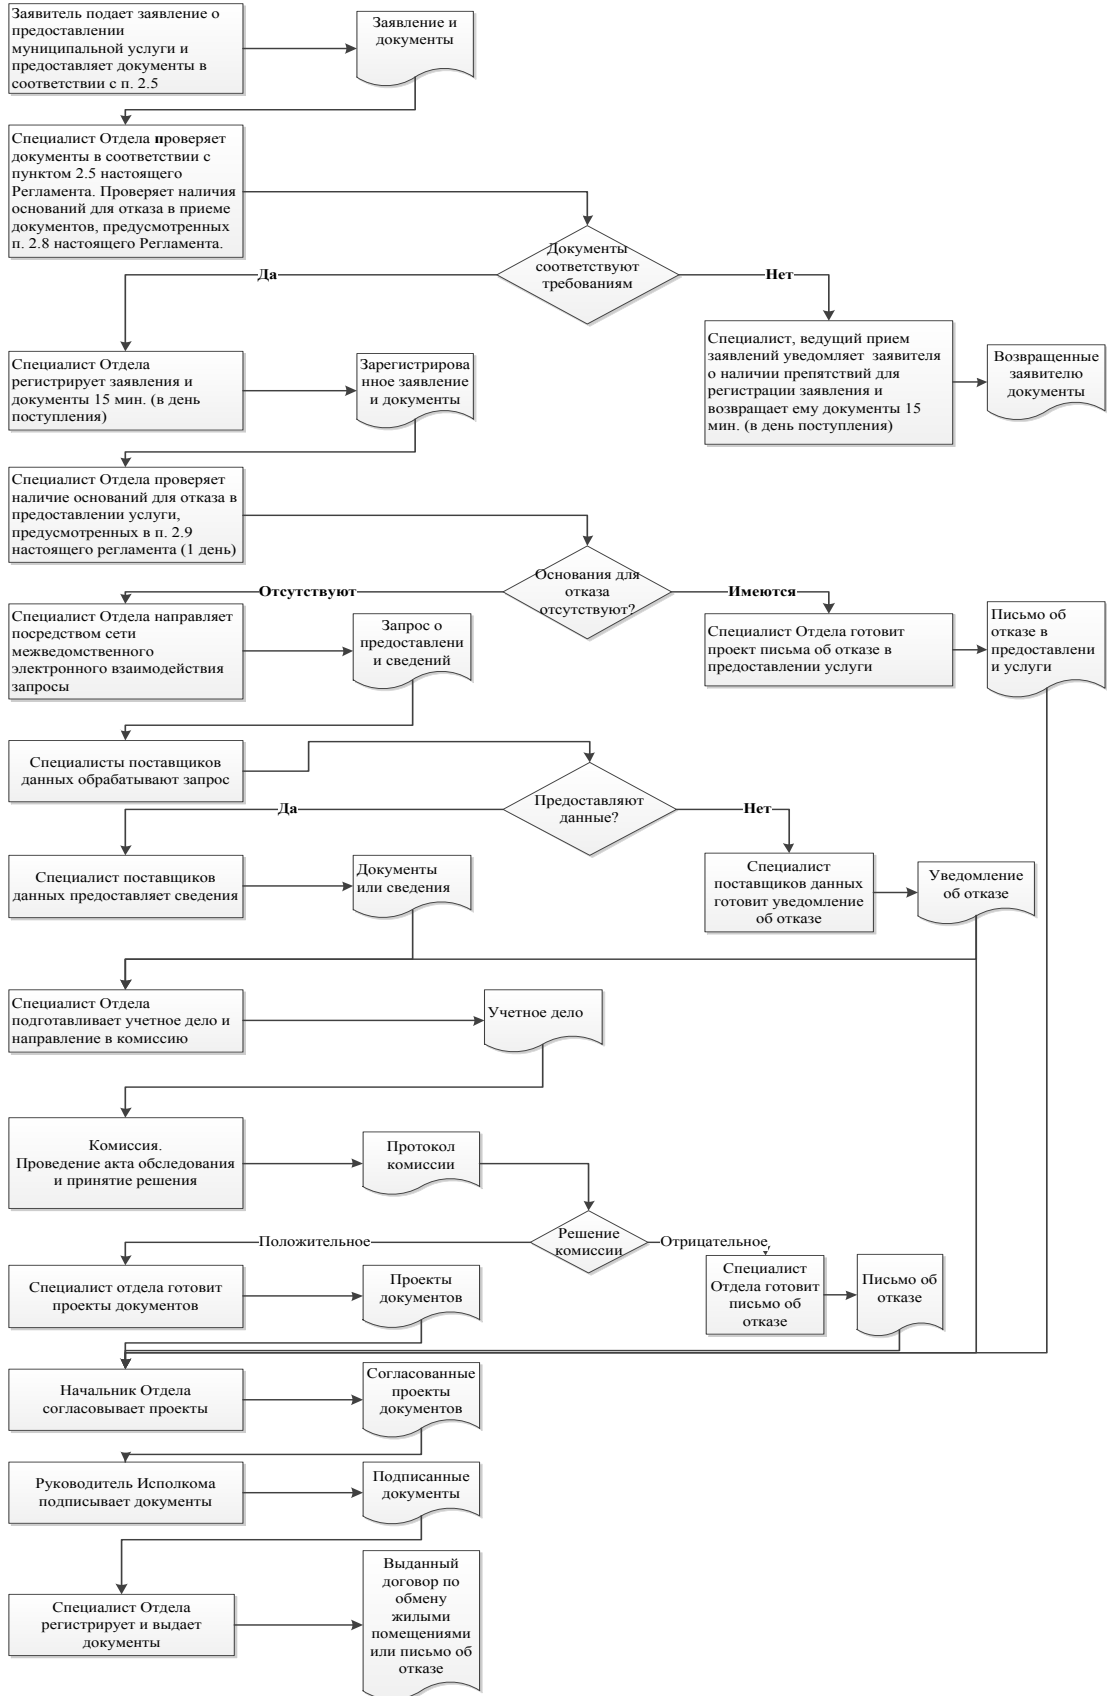 Заявитель подает заявление о
предоставлении
муниципальной услуги и
предоставляет документы в
соответствии с п. 2.5
Заявление и
документы
Специалист Отдела проверяет
документы в соответствии с
пунктом 2.5 настоящего
Регламента. Проверяет наличия
оснований для отказа в приеме
документов, предусмотренных
п. 2.8 настоящего Регламента.
Документы
соответствуют
требованиям
Да
Нет
Специалист Отдела
регистрирует заявления и
документы 15 мин. (в день
поступления)
Зарегистрирова
нное заявление
и документы
Специалист, ведущий прием
заявлений уведомляет заявителя
о наличии препятствий для
регистрации заявления и
возвращает ему документы 15
мин. (в день поступления)
Возвращенные
заявителю
документы
Специалист Отдела проверяет
наличие оснований для отказа в
предоставлении услуги,
предусмотренных в п. 2.9
настоящего регламента (1 день)
Основания для
отказа
отсутствуют?
Отсутствуют
Имеются
Специалист Отдела направляет
посредством сети
межведомственного
электронного взаимодействия
запросы
Запрос о
предоставлени
и сведений
Специалист Отдела готовит
проект письма об отказе в
предоставлении услуги
Письмо об
отказе в
предоставлени
и услуги
Специалисты поставщиков
данных обрабатывают запрос
Предоставляют
данные?
Да
Нет
Специалист поставщиков
данных предоставляет сведения
Документы
или сведения
Специалист
поставщиков данных
готовит уведомление
об отказе
Уведомление
об отказе
Специалист Отдела
подготавливает учетное дело и
направление в комиссию
Учетное дело
Комиссия.
Проведение акта обследования
и принятие решения
Протокол
комиссии
Решение
комиссии
Положительное
Отрицательное
Специалист отдела готовит
проекты документов
Проекты
документов
Специалист
Отдела готовит
письмо об
отказе
Письмо об
отказе
Начальник Отдела
согласовывает проекты
Согласованные
проекты
документов
Руководитель Исполкома
подписывает документы
Подписанные
документы
Специалист Отдела
регистрирует и выдает
документы
Выданный
договор по
обмену
жилыми
помещениями
или письмо об
отказе